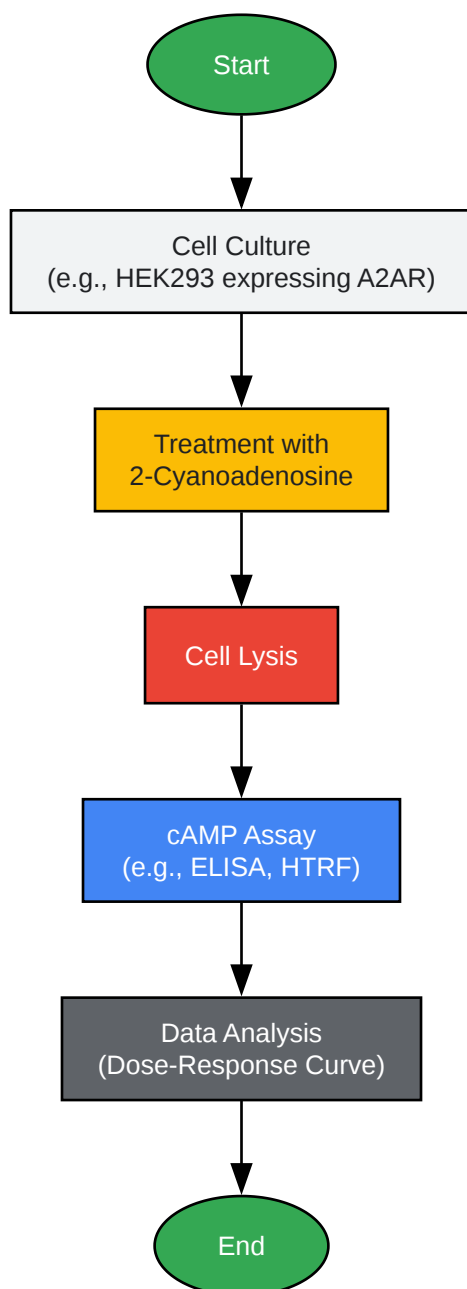 Start
Cell Culture
(e.g., HEK293 expressing A2AR)
Treatment with
2-Cyanoadenosine
Cell Lysis
cAMP Assay
(e.g., ELISA, HTRF)
Data Analysis
(Dose-Response Curve)
End